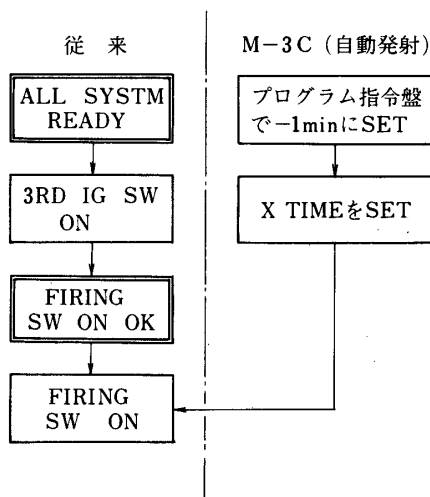 従来
ALL SYSTM
READY
3RD IG SW
ON
FIRING
SW ON OK
FIRING
SW ON
M-3C (自動発射)
プログラム指令盤
で-1minにSET
X TIMEをSET